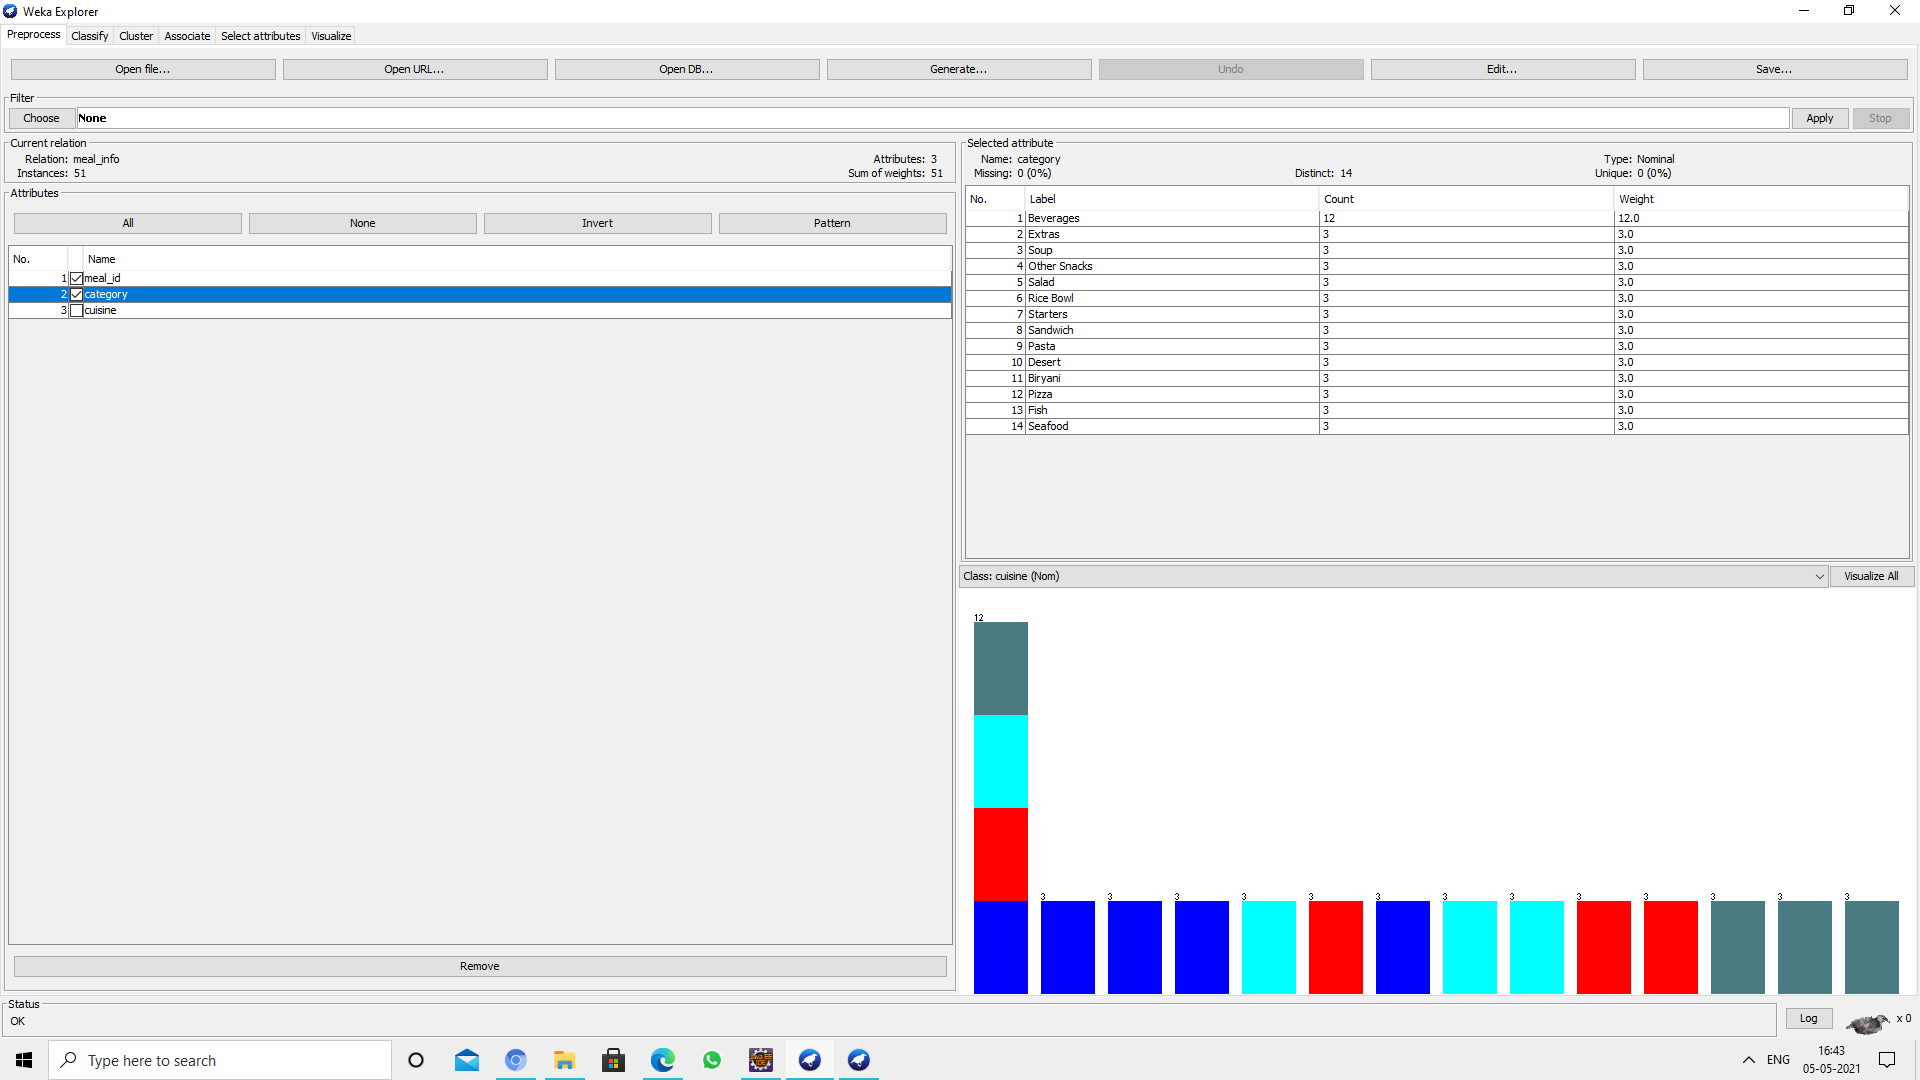 Weka Explorer
Preprocess Classify Cluster Associate Select attributes Visualize
Open file... Open URL... Open DB... Generate... Undo Edit... Save...
Filter
Choose None Apply Stop
Current relation
Relation: meal_info Attributes: 3
Instances: 51 Sum of weights: 51
Attributes
All None Invert Pattern
No. Name
1 meal_id
2 category
3 cuisine
Remove
Selected attribute
Name: category Type: Nominal
Missing: 0 (0%) Distinct: 14 Unique: 0 (0%)
No. Label Count Weight
1 Beverages 12 12.0
2 Extras 3 3.0
3 Soup 3 3.0
4 Other Snacks 3 3.0
5 Salad 3 3.0
6 Rice Bowl 3 3.0
7 Starters 3 3.0
8 Sandwich 3 3.0
9 Pasta 3 3.0
10 Desert 3 3.0
11 Biryani 3 3.0
12 Pizza 3 3.0
13 Fish 3 3.0
14 Seafood 3 3.0
Class: cuisine (Nom) Visualize All
12
3 3 3 3 3 3 3 3 3 3 3 3 3
Status
OK
Log x 0
Type here to search
ENG
16:43
05-05-2021